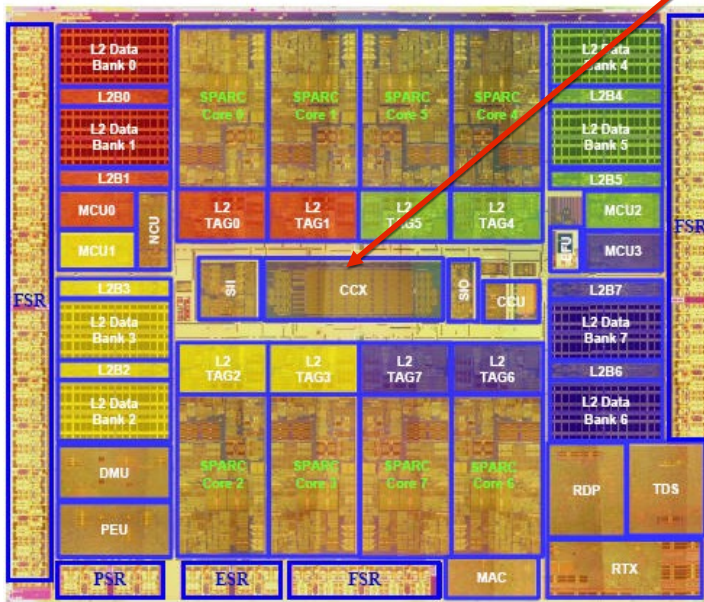 L2 Data
Bank 0
L2B0
L2 Data
Bank 1
L2B1
MCU0
MCU1
NCU
SPARC
Core 0
SPARC
Core 1
SPARC
Core 5
SPARC
Core 4
L2
TAG0
L2
TAG1
L2
TAG5
L2
TAG4
L2 Data
Bank 4
L2B4
L2 Data
Bank 5
L2B5
MCU2
EFU
MCU3
FSR
FSR
SII
CCX
SIO
CCU
L2B3
L2 Data
Bank 3
L2B2
L2 Data
Bank 2
L2
TAG2
L2
TAG3
L2
TAG7
L2
TAG6
L2B7
L2 Data
Bank 7
L2B6
L2 Data
Bank 6
DMU
PEU
SPARC
Core 2
SPARC
Core 3
SPARC
Core 7
SPARC
Core 6
RDP
TDS
RTX
PSR
ESR
FSR
MAC